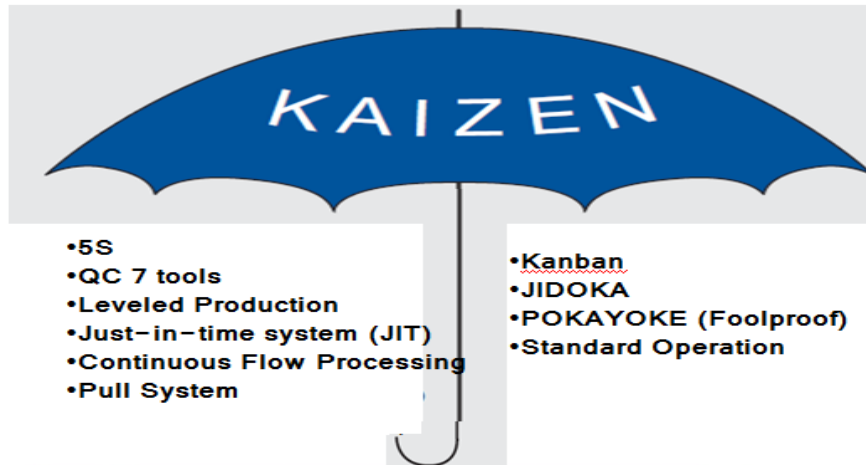 KAIZEN
•5S
•QC 7 tools
•Leveled Production
•Just-in-time system (JIT)
•Continuous Flow Processing
•Pull System
•Kanban
•JIDOKA
•POKAYOKE (Foolproof)
•Standard Operation